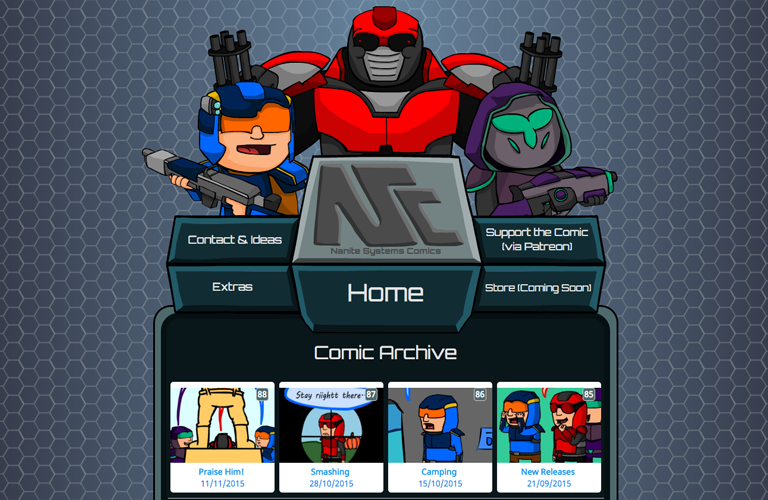 NSC
Nanite Systems Comics
Contact & Ideas
Support the Comic
(via Patreon)
Extras
Home
Store (Coming Soon)
Comic Archive
88
Stay riightt there.
87
86
85
Praise Him!
Smashing
Camping
New Releases
11/11/2015
28/10/2015
15/10/2015
21/09/2015